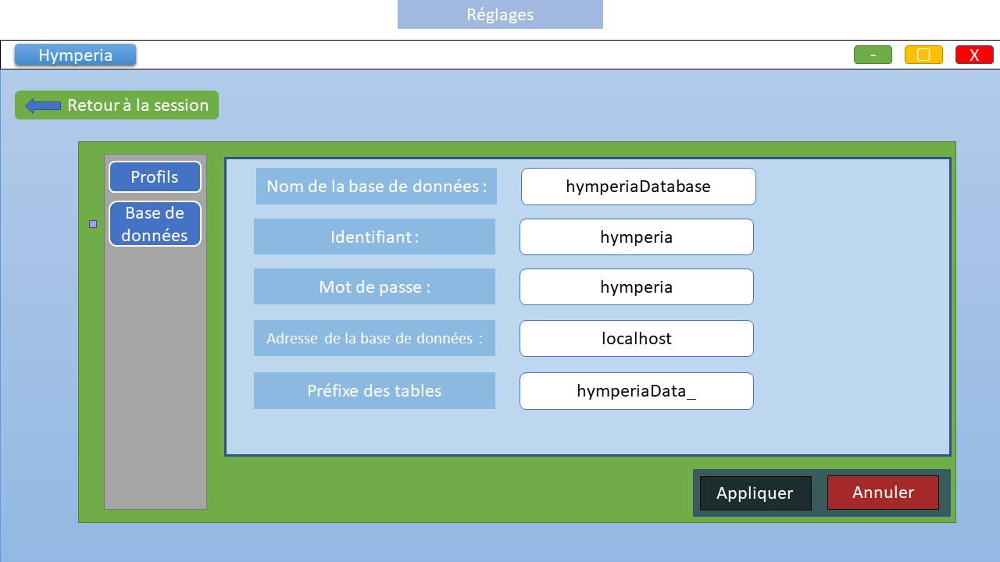 Réglages
Hymperia
-
X
Retour à la session
Profils
Base de
données
Nom de la base de données :
hymperiaDatabase
Identifiant :
hymperia
Mot de passe :
hymperia
Adresse de la base de données :
localhost
Préfixe des tables
hymperiaData_
Appliquer
Annuler